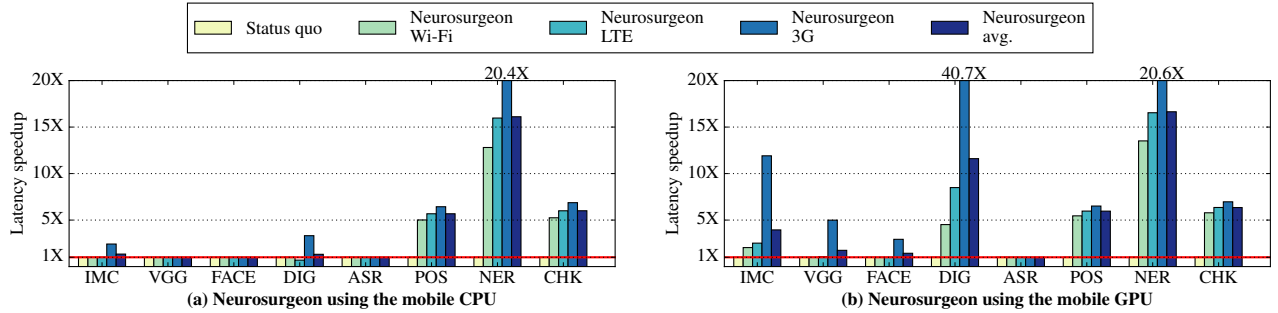 Status quo
Neurosurgeon
Wi-Fi
Neurosurgeon
LTE
Neurosurgeon
3G
Neurosurgeon
avg.
Latency speedup
20X
15X
10X
5X
1X
20.4X
IMC VGG FACE DIG ASR POS NER CHK
(a) Neurosurgeon using the mobile CPU
Latency speedup
20X
15X
10X
5X
1X
40.7X
20.6X
IMC VGG FACE DIG ASR POS NER CHK
(b) Neurosurgeon using the mobile GPU